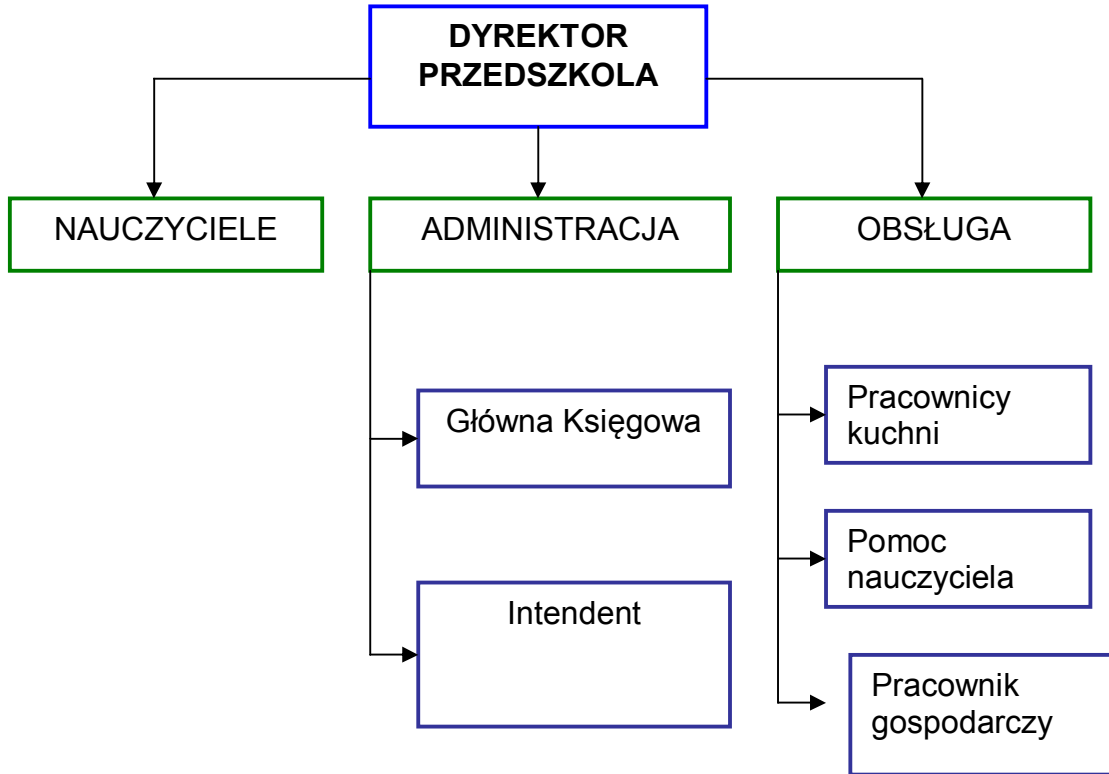 DYREKTOR
PRZEDSZKOLA
NAUCZYCIELE
ADMINISTRACJA
OBSŁUGA
Główna Księgowa
Intendent
Pracownicy
kuchni
Pomoc
nauczyciela
Pracownik
gospodarczy